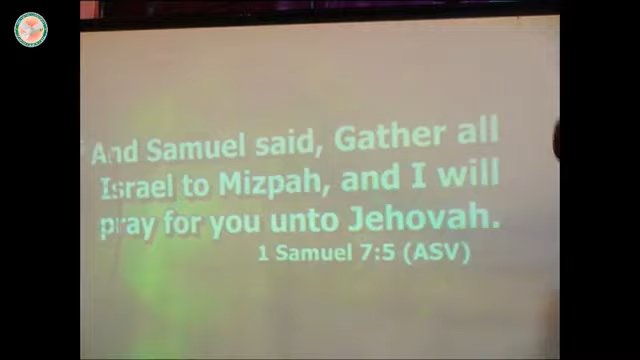 And Samuel said, Gather all
Israel to Mizpah, and I will
pray for you unto Jehovah.
1 Samuel 7:5 (ASV)